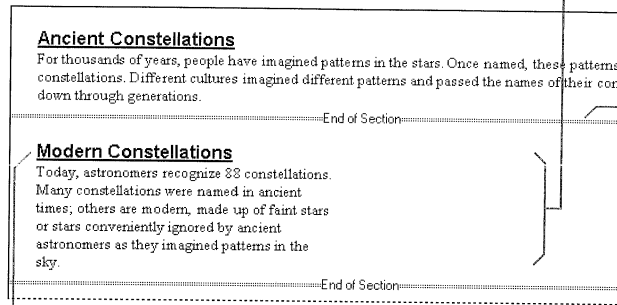 Ancient Constellations
For thousands of years, people have imagined patterns in the stars. Once named, these patterns
constellations. Different cultures imagined different patterns and passed the names of their con
down through generations.
End of Section
Modern Constellations
Today, astronomers recognize 88 constellations.
Many constellations were named in ancient
times; others are modern, made up of faint stars
or stars conveniently ignored by ancient
astronomers as they imagined patterns in the
sky.
End of Section